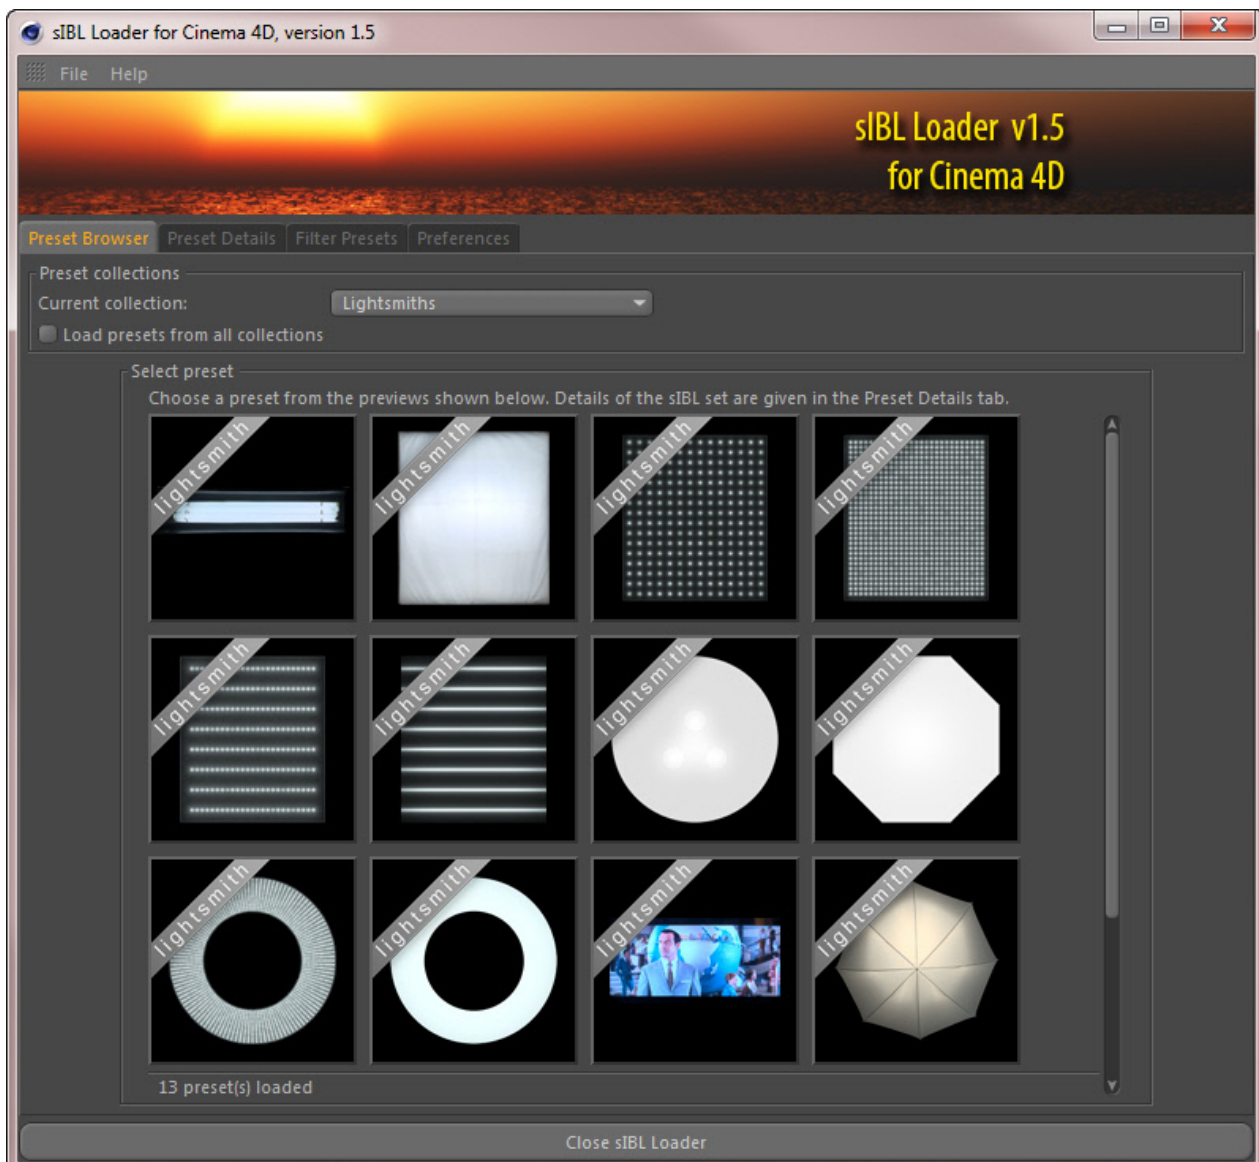 sIBL Loader for Cinema 4D, version 1.5
File Help
sIBL Loader v1.5
for Cinema 4D
Preset Browser Preset Details Filter Presets Preferences
Preset collections
Current collection: Lightsmiths
Load presets from all collections
Select preset
Choose a preset from the previews shown below. Details of the sIBL set are given in the Preset Details tab.
lightsmith lightsmith lightsmith lightsmith
lightsmith lightsmith lightsmith lightsmith
lightsmith lightsmith lightsmith lightsmith
13 preset(s) loaded
Close sIBL Loader